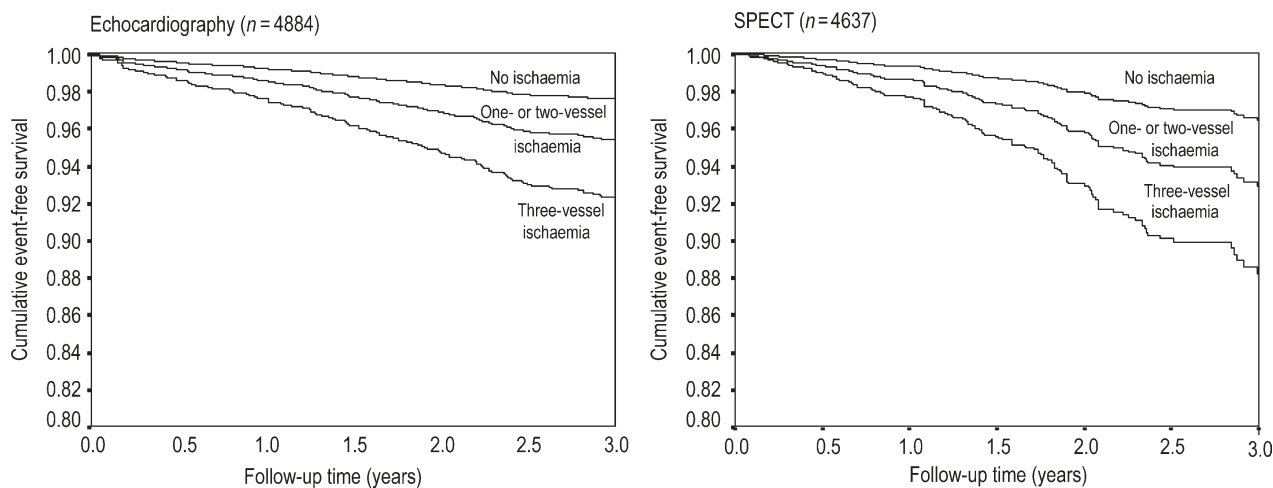 Echocardiography (n = 4884)
Cumulative event-free survival
1.00
0.98
0.96
0.94
0.92
0.90
0.88
0.86
0.84
0.82
0.80
No ischaemia
One- or two-vessel
ischaemia
Three-vessel
ischaemia
0.0 0.5 1.0 1.5 2.0 2.5 3.0
Follow-up time (years)
SPECT (n = 4637)
Cumulative event-free survival
1.00
0.98
0.96
0.94
0.92
0.90
0.88
0.86
0.84
0.82
0.80
No ischaemia
One- or two-vessel
ischaemia
Three-vessel
ischaemia
0.0 0.5 1.0 1.5 2.0 2.5 3.0
Follow-up time (years)